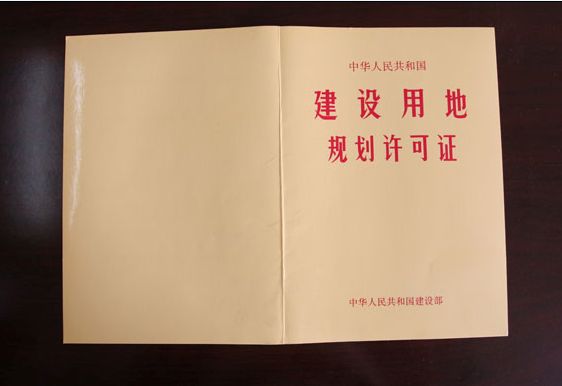 中华人民共和国
建设用地
规划许可证
中华人民共和国建设部